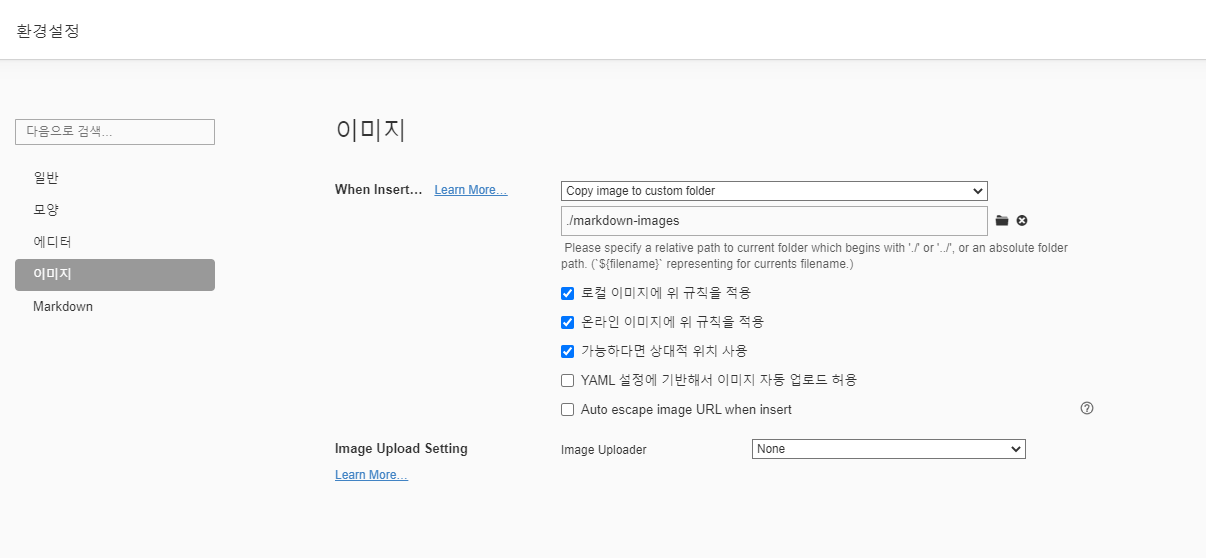 환경설정
다음으로 검색...
일반
모양
에디터
이미지
Markdown
이미지
When Insert... Learn More...
Copy image to custom folder
./markdown-images
Please specify a relative path to current folder which begins with './' or '../', or an absolute folder
path. (`${filename}` representing for currents filename.)
로컬 이미지에 위 규칙을 적용
온라인 이미지에 위 규칙을 적용
가능하다면 상대적 위치 사용
YAML 설정에 기반해서 이미지 자동 업로드 허용
Auto escape image URL when insert
Image Upload Setting
Image Uploader
None
Learn More...